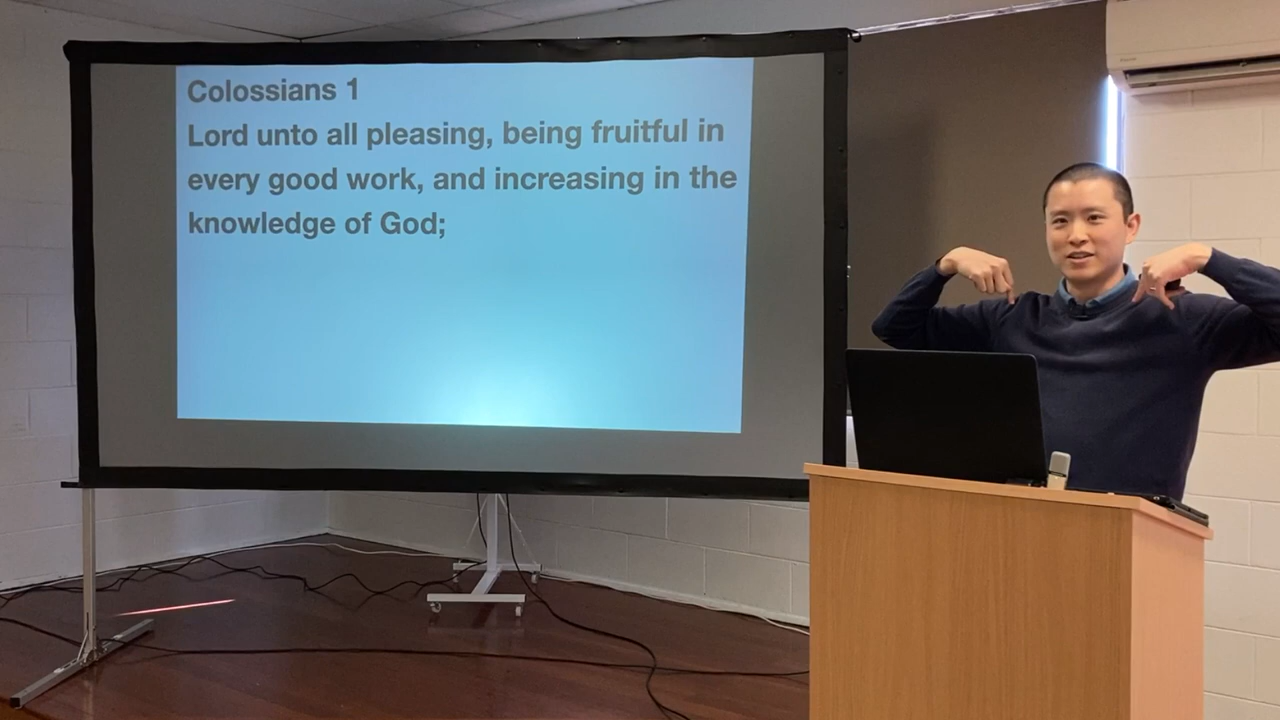 Colossians 1
Lord unto all pleasing, being fruitful in
every good work, and increasing in the
knowledge of God;